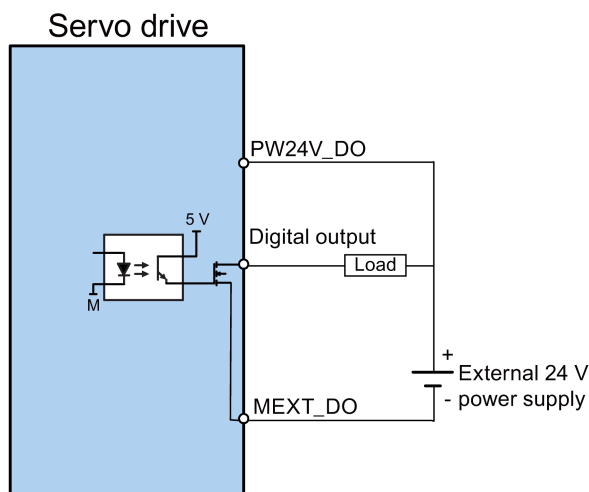 Servo drive
PW24V_DO
5 V
Digital output
Load
M
+
External 24 V
- power supply
MEXT_DO